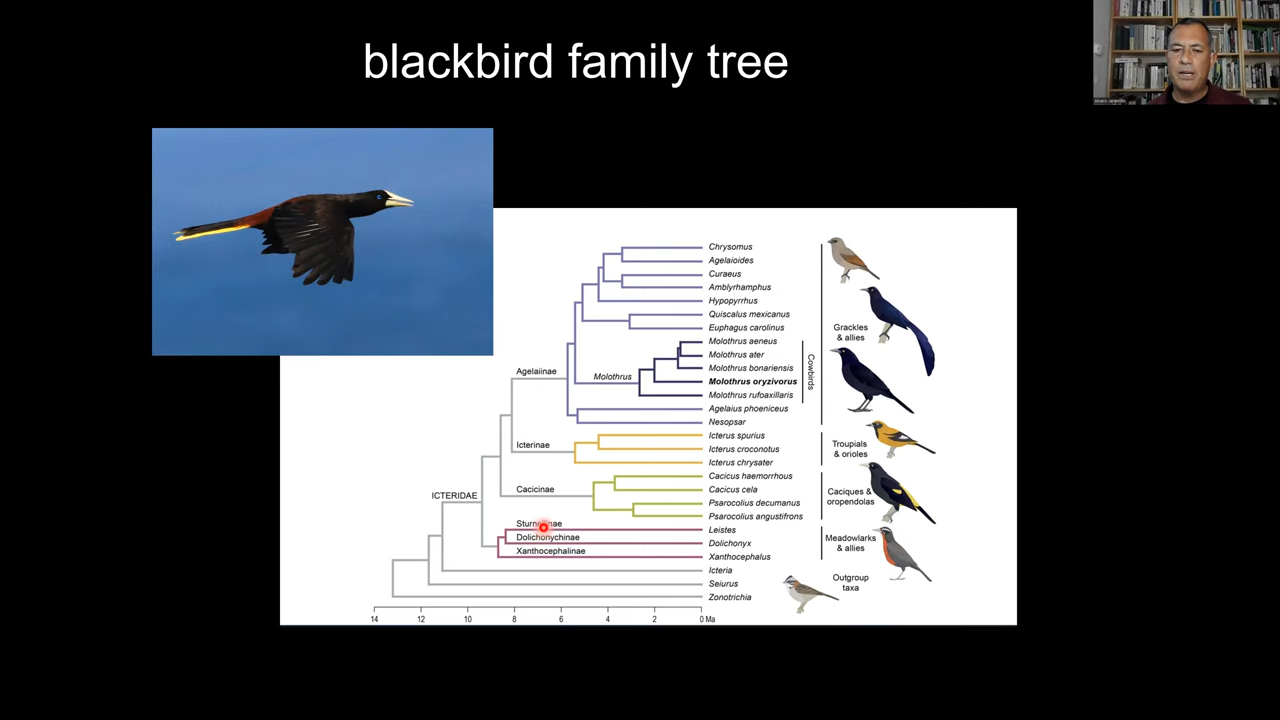 blackbird family tree
Alvaro Jaramillo
Chrysomus
Agelaioides
Curaeus
Amblyrhamphus
Hypopyrrhus
Quiscalus mexicanus
Euphagus carolinus
Grackles
& allies
Molothrus aeneus
Molothrus ater
Molothrus bonariensis
Molothrus oryzivorus
Molothrus rufoaxillaris
Cowbirds
Agelaiinae
Molothrus
Agelaius phoeniceus
Nesopsar
Icterinae
Icterus spurius
Icterus croconotus
Icterus chrysater
Troupials
& orioles
Cacicinae
Cacicus haemorrhous
Cacicus cela
Psarocolius decumanus
Psarocolius angustifrons
Caciques &
oropendolas
ICTERIDAE
Leistes
Dolichonychinae
Dolichonyx
Xanthocephalinae
Xanthocephalus
Meadowlarks
& allies
Icteria
Seiurus
Zonotrichia
Outgroup
taxa
14 12 10 8 6 4 2 0 Ma